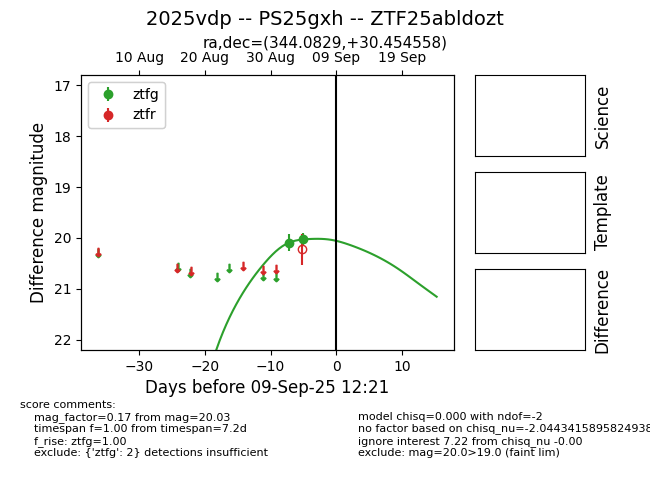 2025vdp -- PS25gxh -- ZTF25abldozt
ra,dec=(344.0829,+30.454558)
10 Aug 20 Aug 30 Aug 09 Sep 19 Sep
ztfg
ztfr
17
18
19
20
21
22
Difference magnitude
−30 −20 −10 0 10
Days before 09-Sep-25 12:21
Science
Template
Difference
score comments:
mag_factor=0.17 from mag=20.03
timespan f=1.00 from timespan=7.2d
f_rise: ztfg=1.00
exclude: {'ztfg': 2} detections insufficient
model chisq=0.000 with ndof=-2
no factor based on chisq_nu=-2.0443415895824938
ignore interest 7.22 from chisq_nu -0.00
exclude: mag=20.0>19.0 (faint lim)